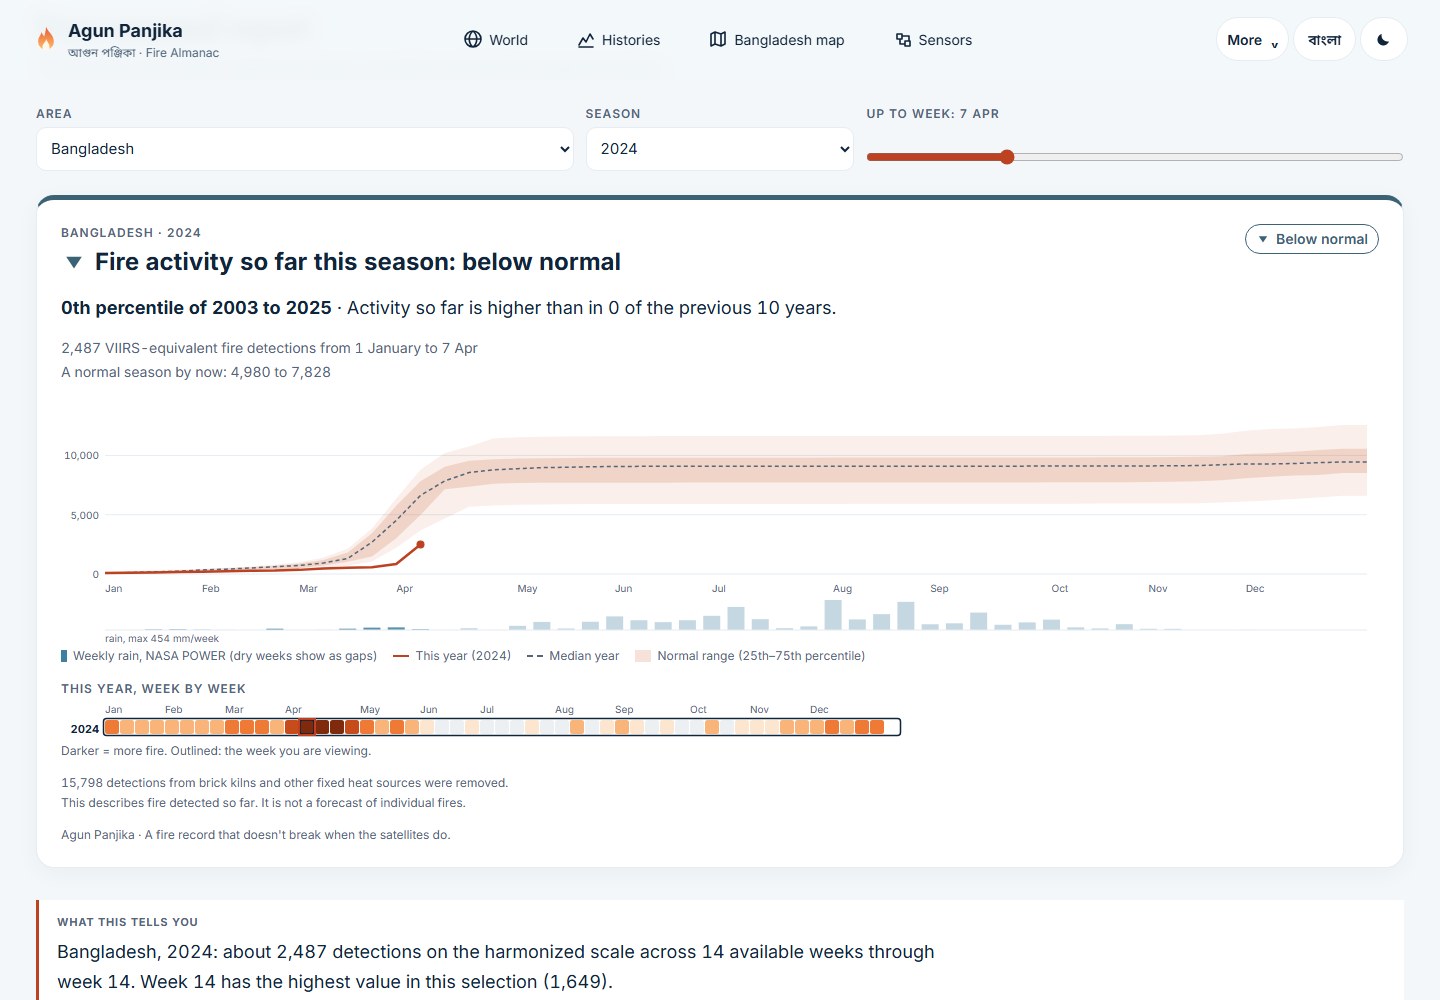 Agun Panjika
আগুন পঞ্জিকা · Fire Almanac
World
Histories
Bangladesh map
Sensors
More
বাংলা
AREA
SEASON
UP TO WEEK: 7 APR
Bangladesh
2024
BANGLADESH · 2024
Below normal
Fire activity so far this season: below normal
0th percentile of 2003 to 2025 · Activity so far is higher than in 0 of the previous 10 years.
2,487 VIIRS-equivalent fire detections from 1 January to 7 Apr
A normal season by now: 4,980 to 7,828
10,000
5,000
0
Jan Feb Mar Apr May Jun Jul Aug Sep Oct Nov Dec
rain, max 454 mm/week
Weekly rain, NASA POWER (dry weeks show as gaps) This year (2024) Median year Normal range (25th–75th percentile)
THIS YEAR, WEEK BY WEEK
Jan Feb Mar Apr May Jun Jul Aug Sep Oct Nov Dec
2024
Darker = more fire. Outlined: the week you are viewing.
15,798 detections from brick kilns and other fixed heat sources were removed.
This describes fire detected so far. It is not a forecast of individual fires.
Agun Panjika · A fire record that doesn't break when the satellites do.
WHAT THIS TELLS YOU
Bangladesh, 2024: about 2,487 detections on the harmonized scale across 14 available weeks through
week 14. Week 14 has the highest value in this selection (1,649).